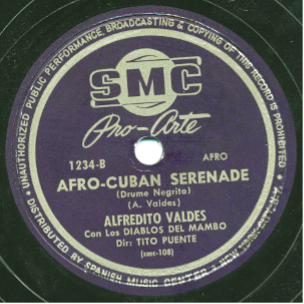 UNAUTHORIZED PUBLIC PERFORMANCE, BROADCASTING & COPYING OF THIS RECORD IS PROHIBITED
SMC
Pro-Arte
1234-B
AFRO
AFRO-CUBAN SERENADE
(Drume Negrita)
(A. Valdes)
ALFREDITO VALDES
Con Los DIABLOS DEL MAMBO
Dir: TITO PUENTE
(smc-108)
DISTRIBUTED BY SPANISH MUSIC CENTER